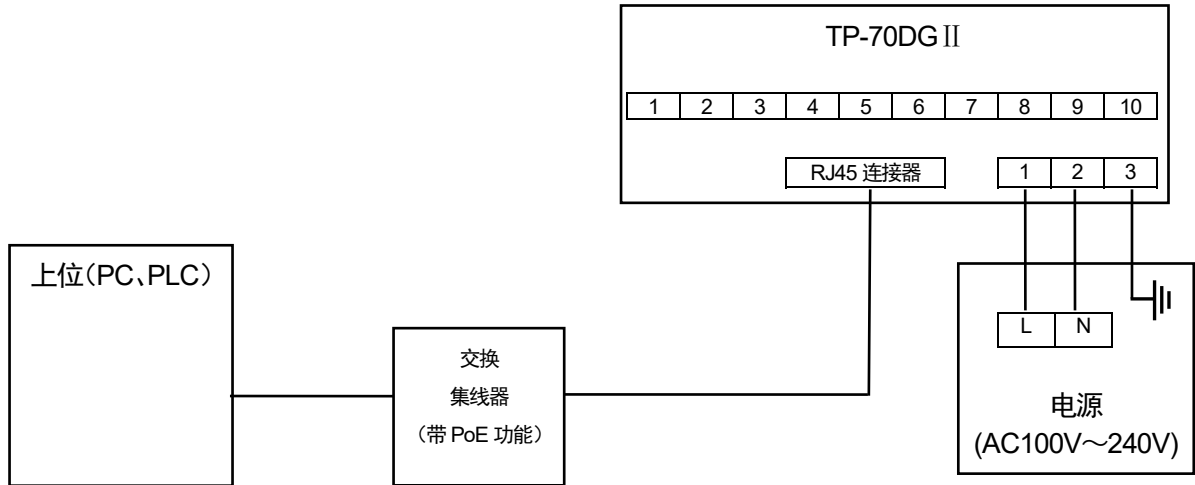 TP-70DGⅡ
1 2 3 4 5 6 7 8 9 10
RJ45 连接器
1 2 3
上位(PC、PLC)
交换
集线器
(带 PoE 功能)
L N
电源
(AC100V～240V)